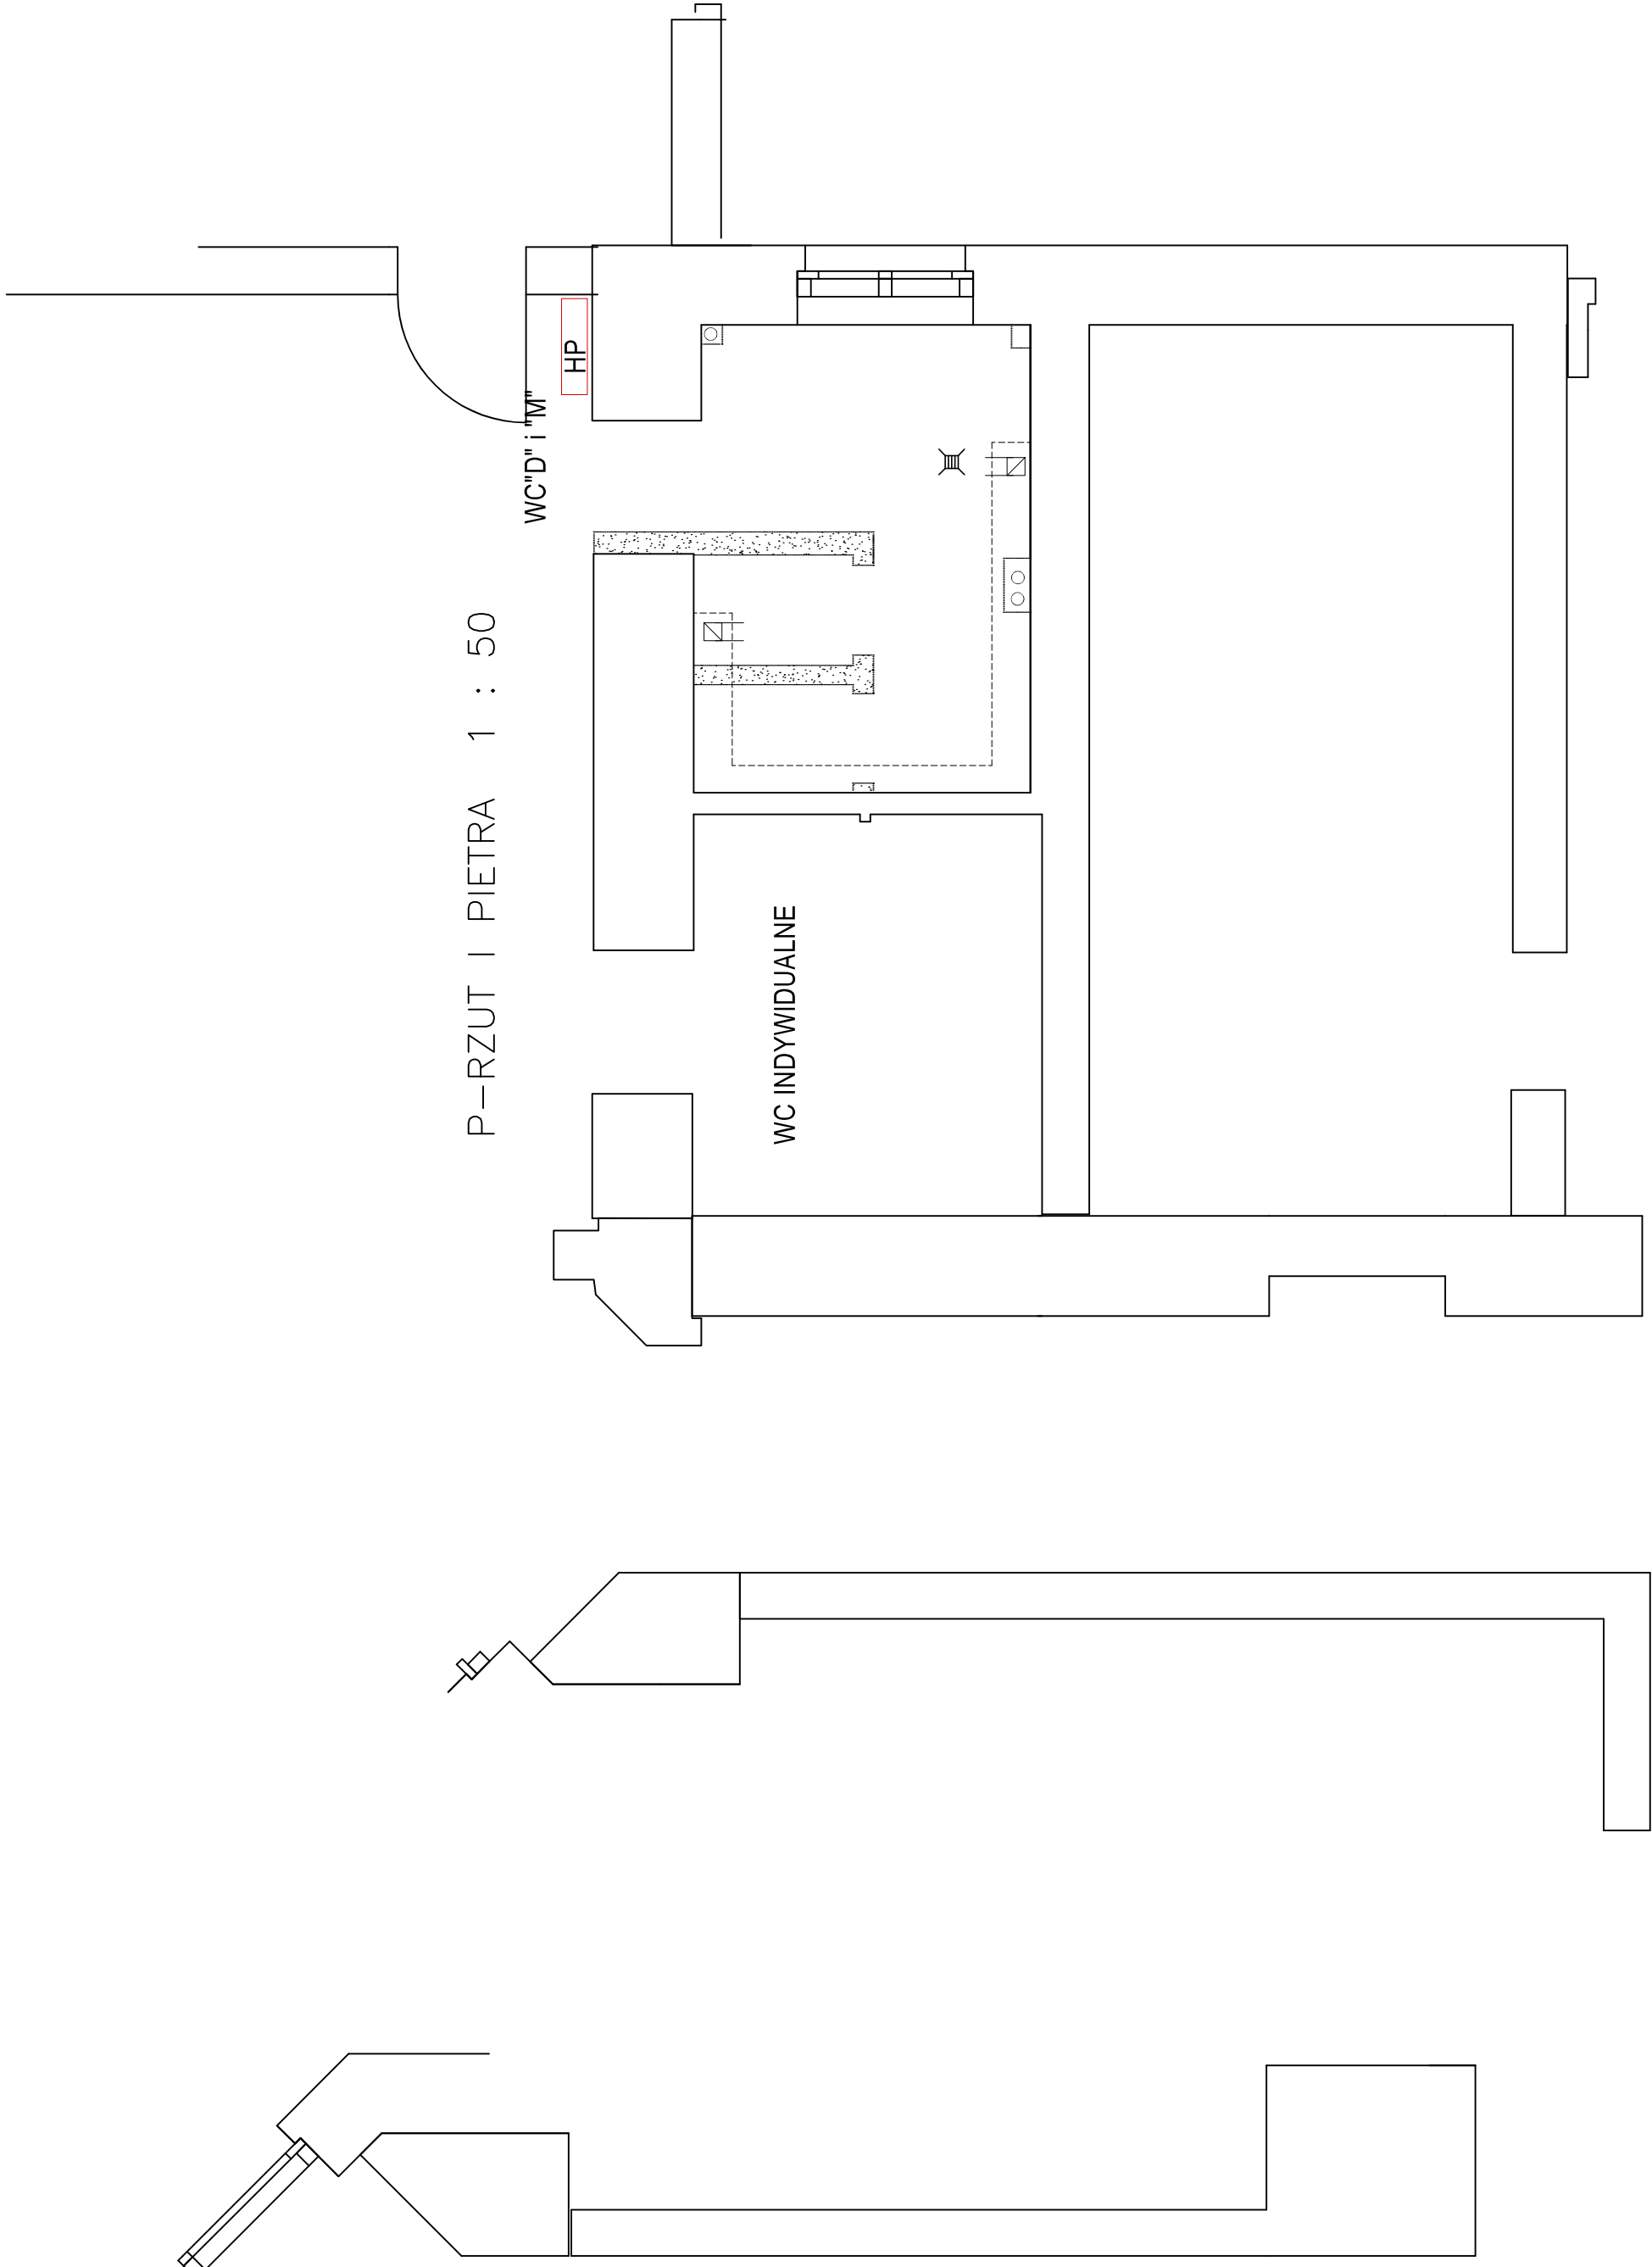 P-RZUT I PIETRA 1 : 50
WC"D" i "M"
HP
WC INDYWIDUALNE